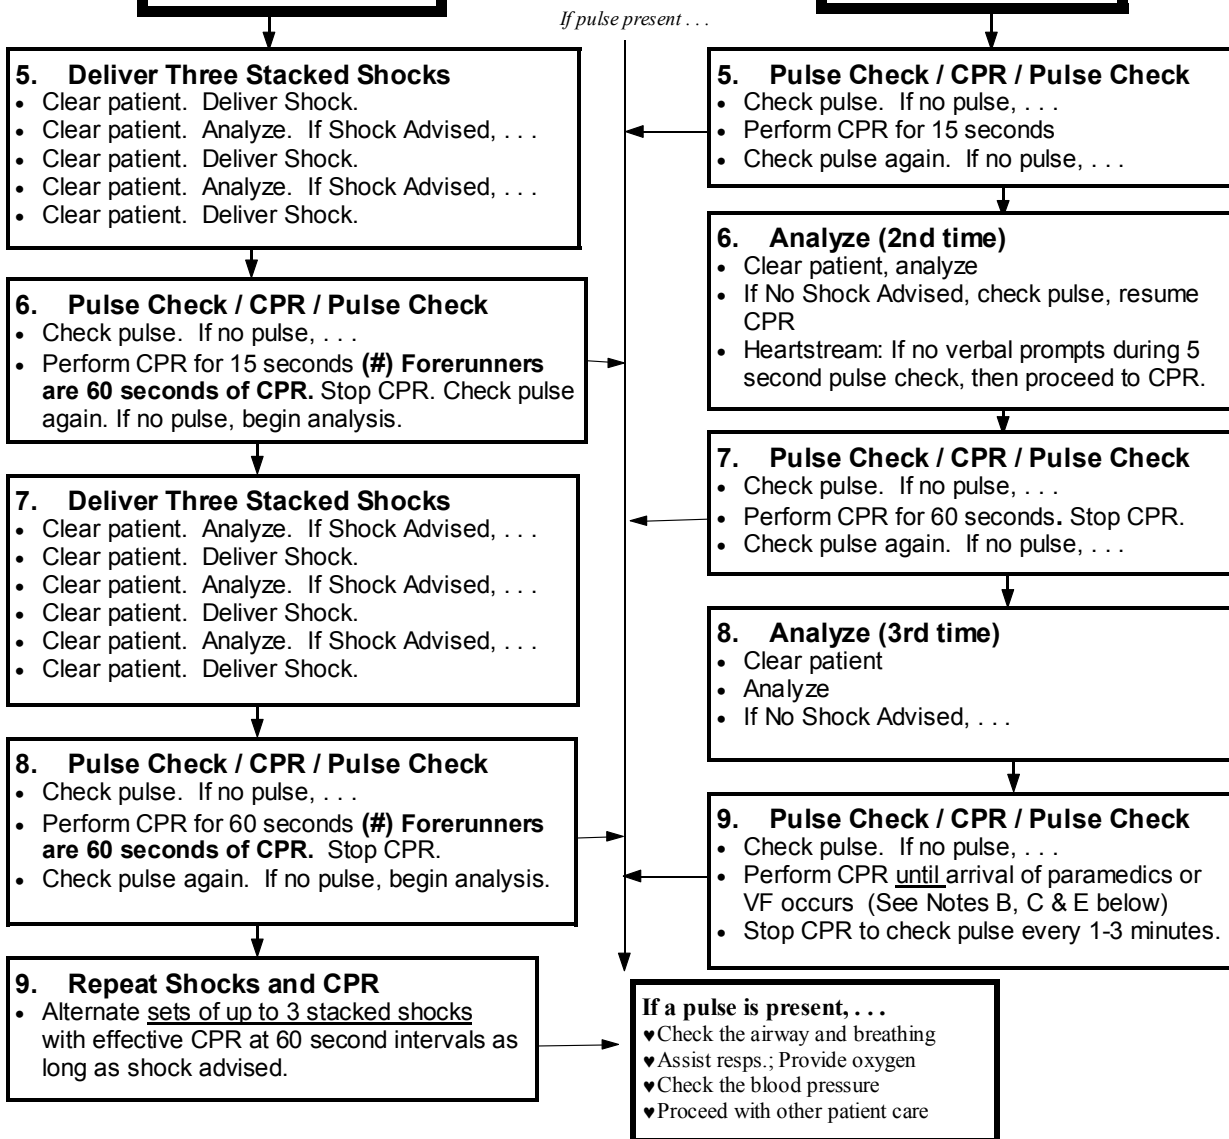 If pulse present . . .
5. Deliver Three Stacked Shocks
• Clear patient. Deliver Shock.
• Clear patient. Analyze. If Shock Advised, . . .
• Clear patient. Deliver Shock.
• Clear patient. Analyze. If Shock Advised, . . .
• Clear patient. Deliver Shock.
6. Pulse Check / CPR / Pulse Check
• Check pulse. If no pulse, . . .
• Perform CPR for 15 seconds (#) Forerunners
are 60 seconds of CPR. Stop CPR. Check pulse
again. If no pulse, begin analysis.
7. Deliver Three Stacked Shocks
• Clear patient. Analyze. If Shock Advised, . . .
• Clear patient. Deliver Shock.
• Clear patient. Analyze. If Shock Advised, . . .
• Clear patient. Deliver Shock.
• Clear patient. Analyze. If Shock Advised, . . .
• Clear patient. Deliver Shock.
8. Pulse Check / CPR / Pulse Check
• Check pulse. If no pulse, . . .
• Perform CPR for 60 seconds (#) Forerunners
are 60 seconds of CPR. Stop CPR.
• Check pulse again. If no pulse, begin analysis.
9. Repeat Shocks and CPR
• Alternate sets of up to 3 stacked shocks
with effective CPR at 60 second intervals as
long as shock advised.
5. Pulse Check / CPR / Pulse Check
• Check pulse. If no pulse, . . .
• Perform CPR for 15 seconds
• Check pulse again. If no pulse, . . .
6. Analyze (2nd time)
• Clear patient, analyze
• If No Shock Advised, check pulse, resume
CPR
• Heartstream: If no verbal prompts during 5
second pulse check, then proceed to CPR.
7. Pulse Check / CPR / Pulse Check
• Check pulse. If no pulse, . . .
• Perform CPR for 60 seconds. Stop CPR.
• Check pulse again. If no pulse, . . .
8. Analyze (3rd time)
• Clear patient
• Analyze
• If No Shock Advised, . . .
9. Pulse Check / CPR / Pulse Check
• Check pulse. If no pulse, . . .
• Perform CPR until arrival of paramedics or
VF occurs (See Notes B, C & E below)
• Stop CPR to check pulse every 1-3 minutes.
If a pulse is present, . . .
♥Check the airway and breathing
♥Assist resps.; Provide oxygen
♥Check the blood pressure
♥Proceed with other patient care